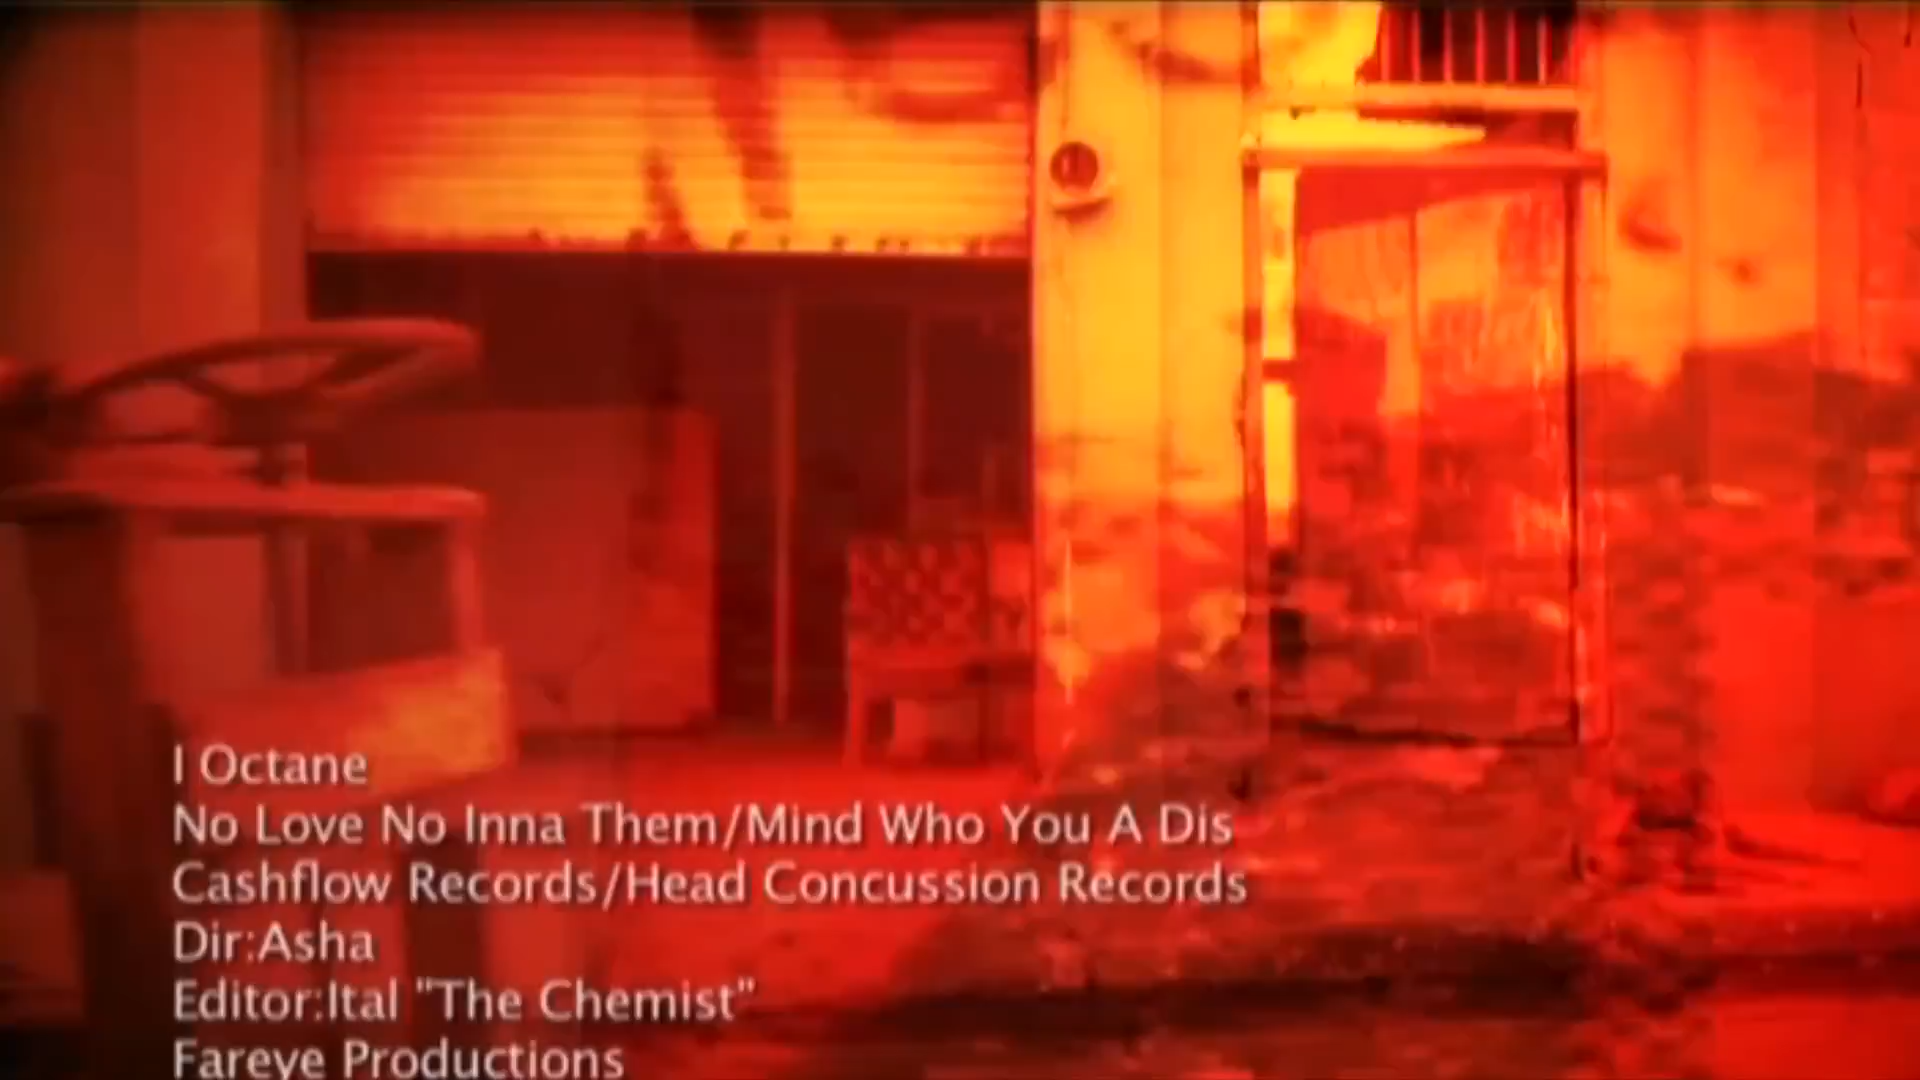 I Octane
No Love No Inna Them/Mind Who You A Dis
Cashflow Records/Head Concussion Records
Dir:Asha
Editor:Ital "The Chemist"
Fareye Productions